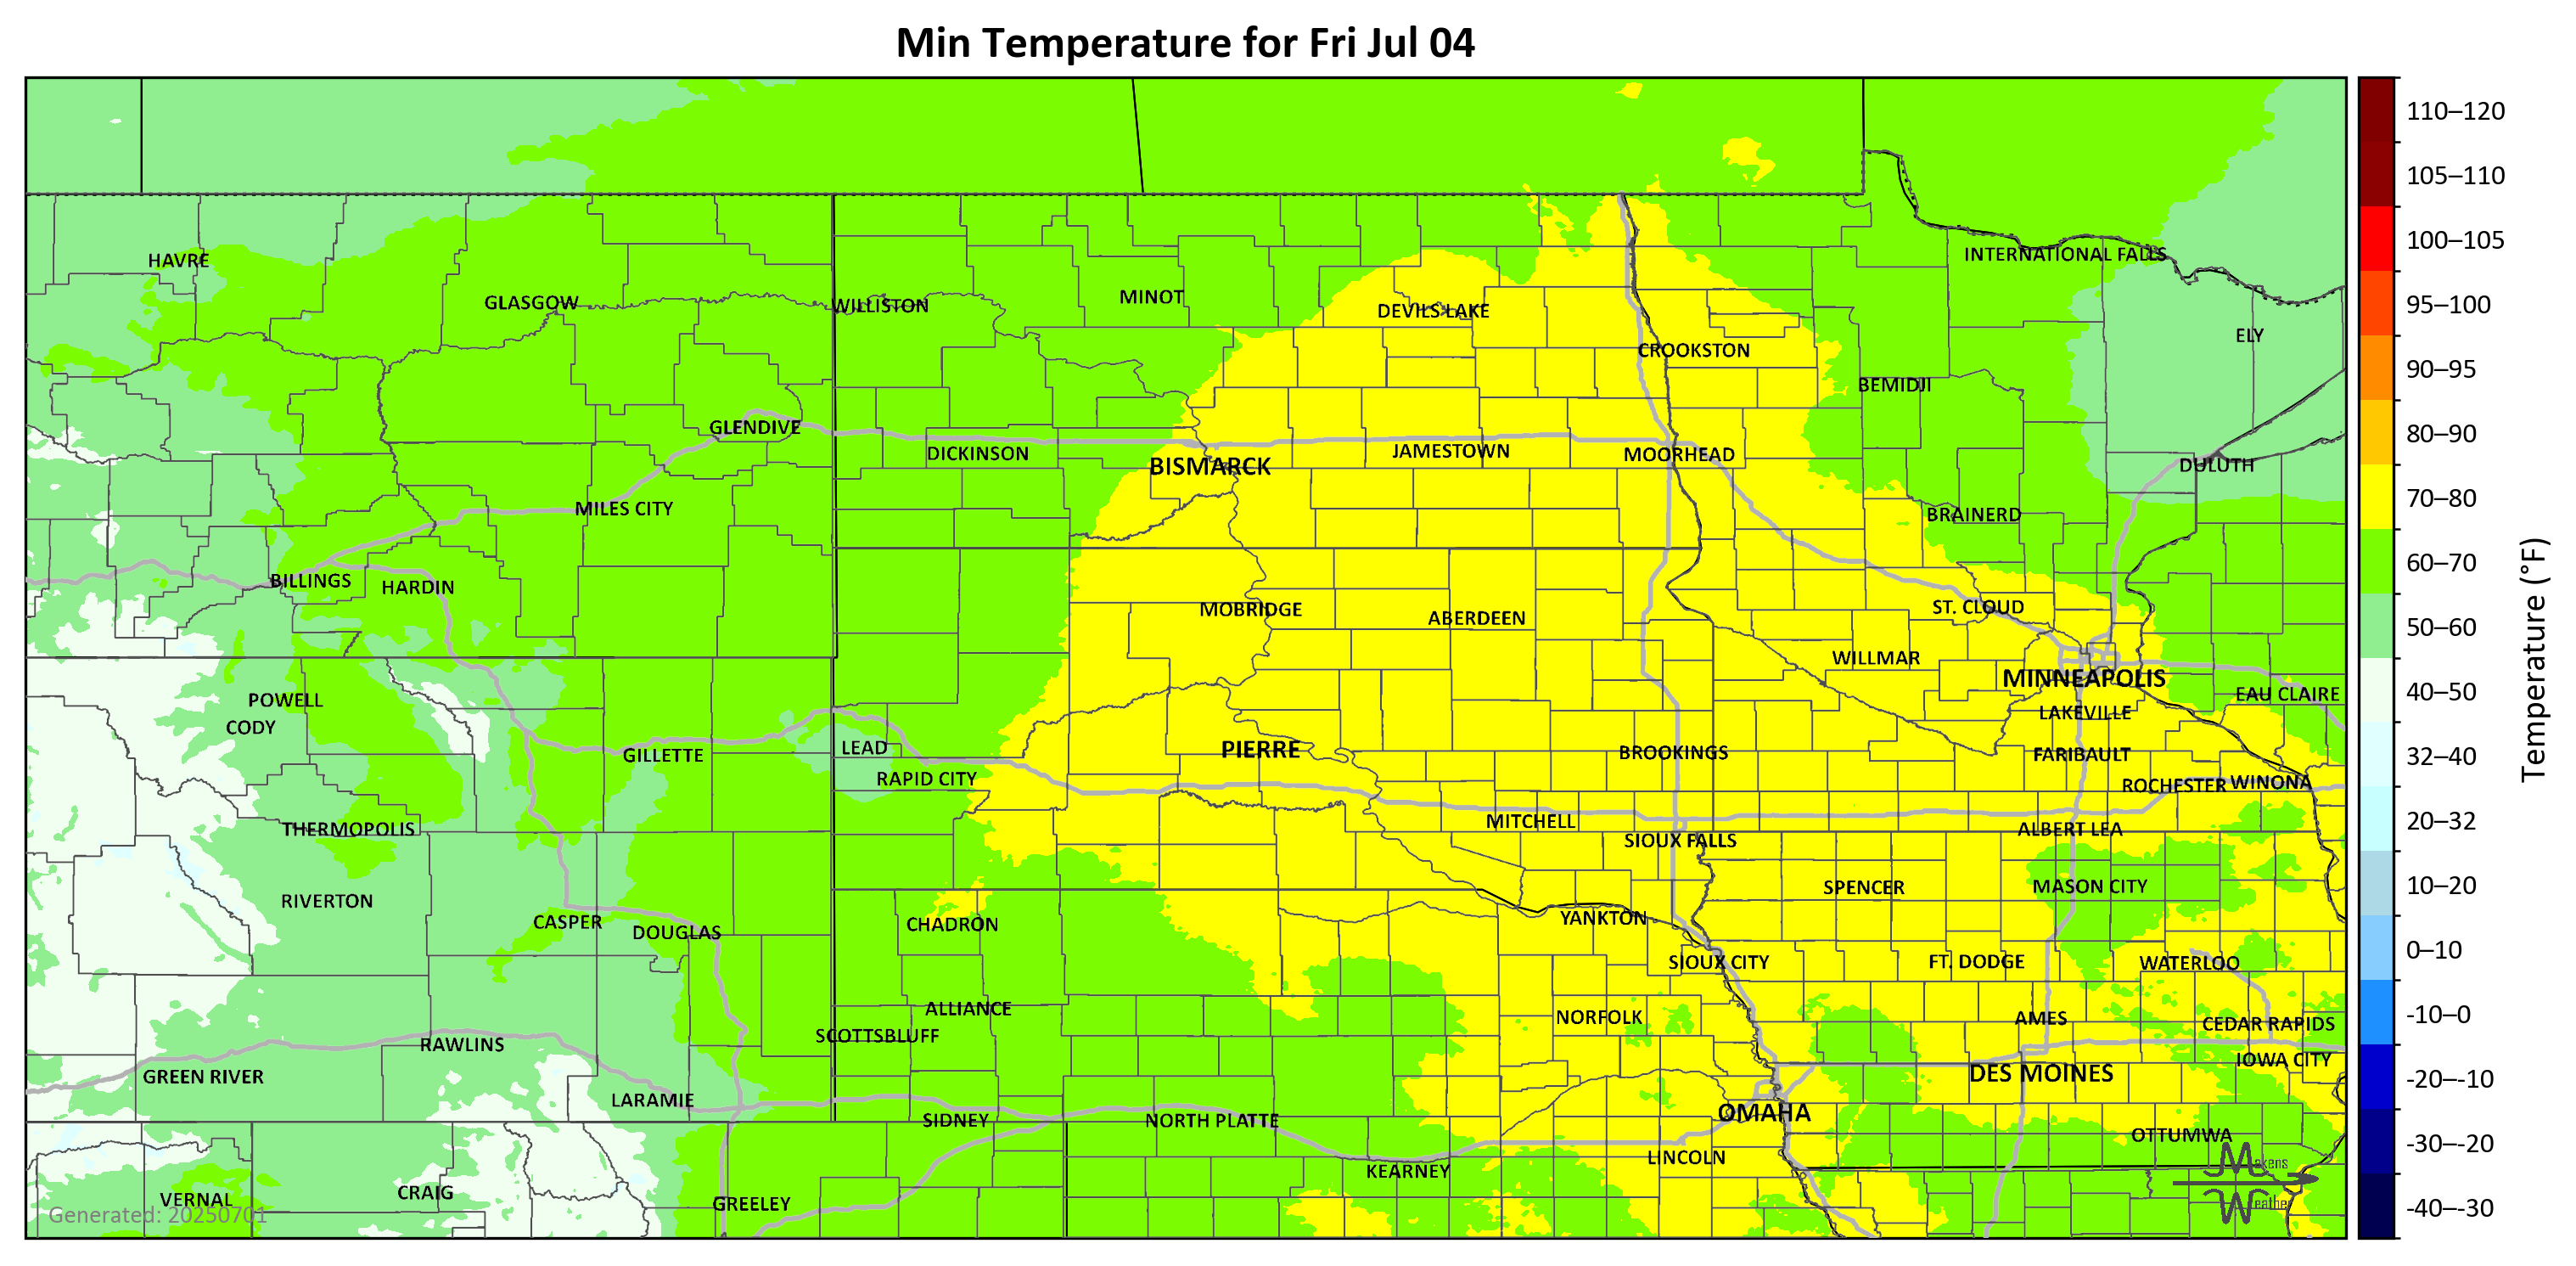 Min Temperature for Fri Jul 04
110–120
105–110
100–105
95–100
90–95
80–90
70–80
60–70
50–60
40–50
32–40
20–32
10–20
0–10
-10–0
-20–-10
-30–-20
-40–-30
Temperature (°F)
HAVRE
INTERNATIONAL FALLS
GLASGOW
WILLISTON
MINOT
DEVILS LAKE
ELY
CROOKSTON
BEMIDJI
GLENDIVE
DICKINSON
JAMESTOWN
MOORHEAD
BISMARCK
DULUTH
MILES CITY
BRAINERD
BILLINGS
HARDIN
MOBRIDGE
ABERDEEN
ST. CLOUD
WILLMAR
MINNEAPOLIS
POWELL
EAU CLAIRE
CODY
LAKEVILLE
GILLETTE
LEAD
PIERRE
BROOKINGS
FARIBAULT
RAPID CITY
ROCHESTER
WINONA
THERMOPOLIS
MITCHELL
ALBERT LEA
SIOUX FALLS
RIVERTON
SPENCER
MASON CITY
CASPER
DOUGLAS
CHADRON
YANKTON
SIOUX CITY
FT. DODGE
WATERLOO
ALLIANCE
SCOTTSBLUFF
NORFOLK
AMES
CEDAR RAPIDS
RAWLINS
IOWA CITY
GREEN RIVER
DES MOINES
LARAMIE
SIDNEY
NORTH PLATTE
OMAHA
OTTUMWA
LINCOLN
KEARNEY
VERNAL
CRAIG
GREELEY
Generated: 20250701
Makens
Weather